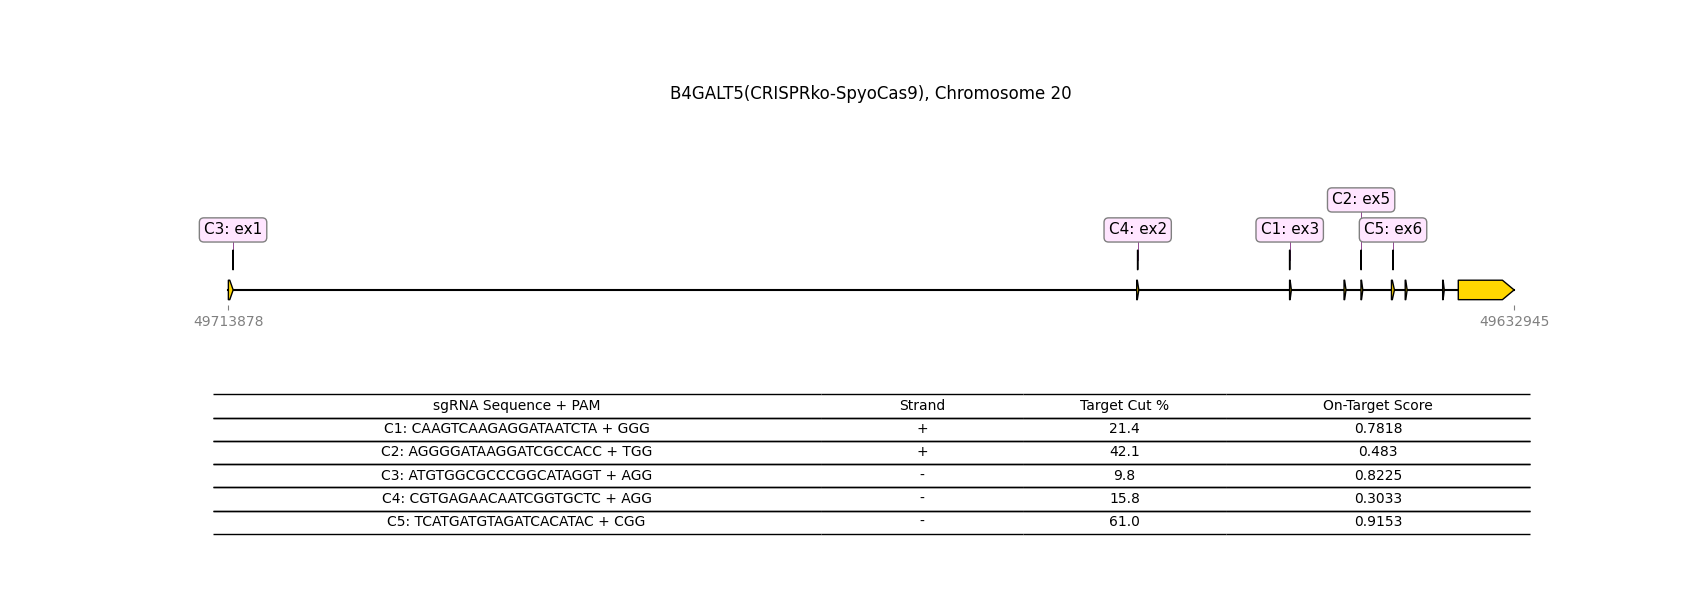 B4GALT5(CRISPRko-SpyoCas9), Chromosome 20
C2: ex5
C3: ex1 C4: ex2 C1: ex3 C5: ex6
49713878 49632945
sgRNA Sequence + PAM Strand Target Cut % On-Target Score
C1: CAAGTCAAGAGGATAATCTA + GGG + 21.4 0.7818
C2: AGGGGATAAGGATCGCCACC + TGG + 42.1 0.483
C3: ATGTGGCGCCCGGCATAGGT + AGG - 9.8 0.8225
C4: CGTGAGAACAATCGGTGCTC + AGG - 15.8 0.3033
C5: TCATGATGTAGATCACATAC + CGG - 61.0 0.9153